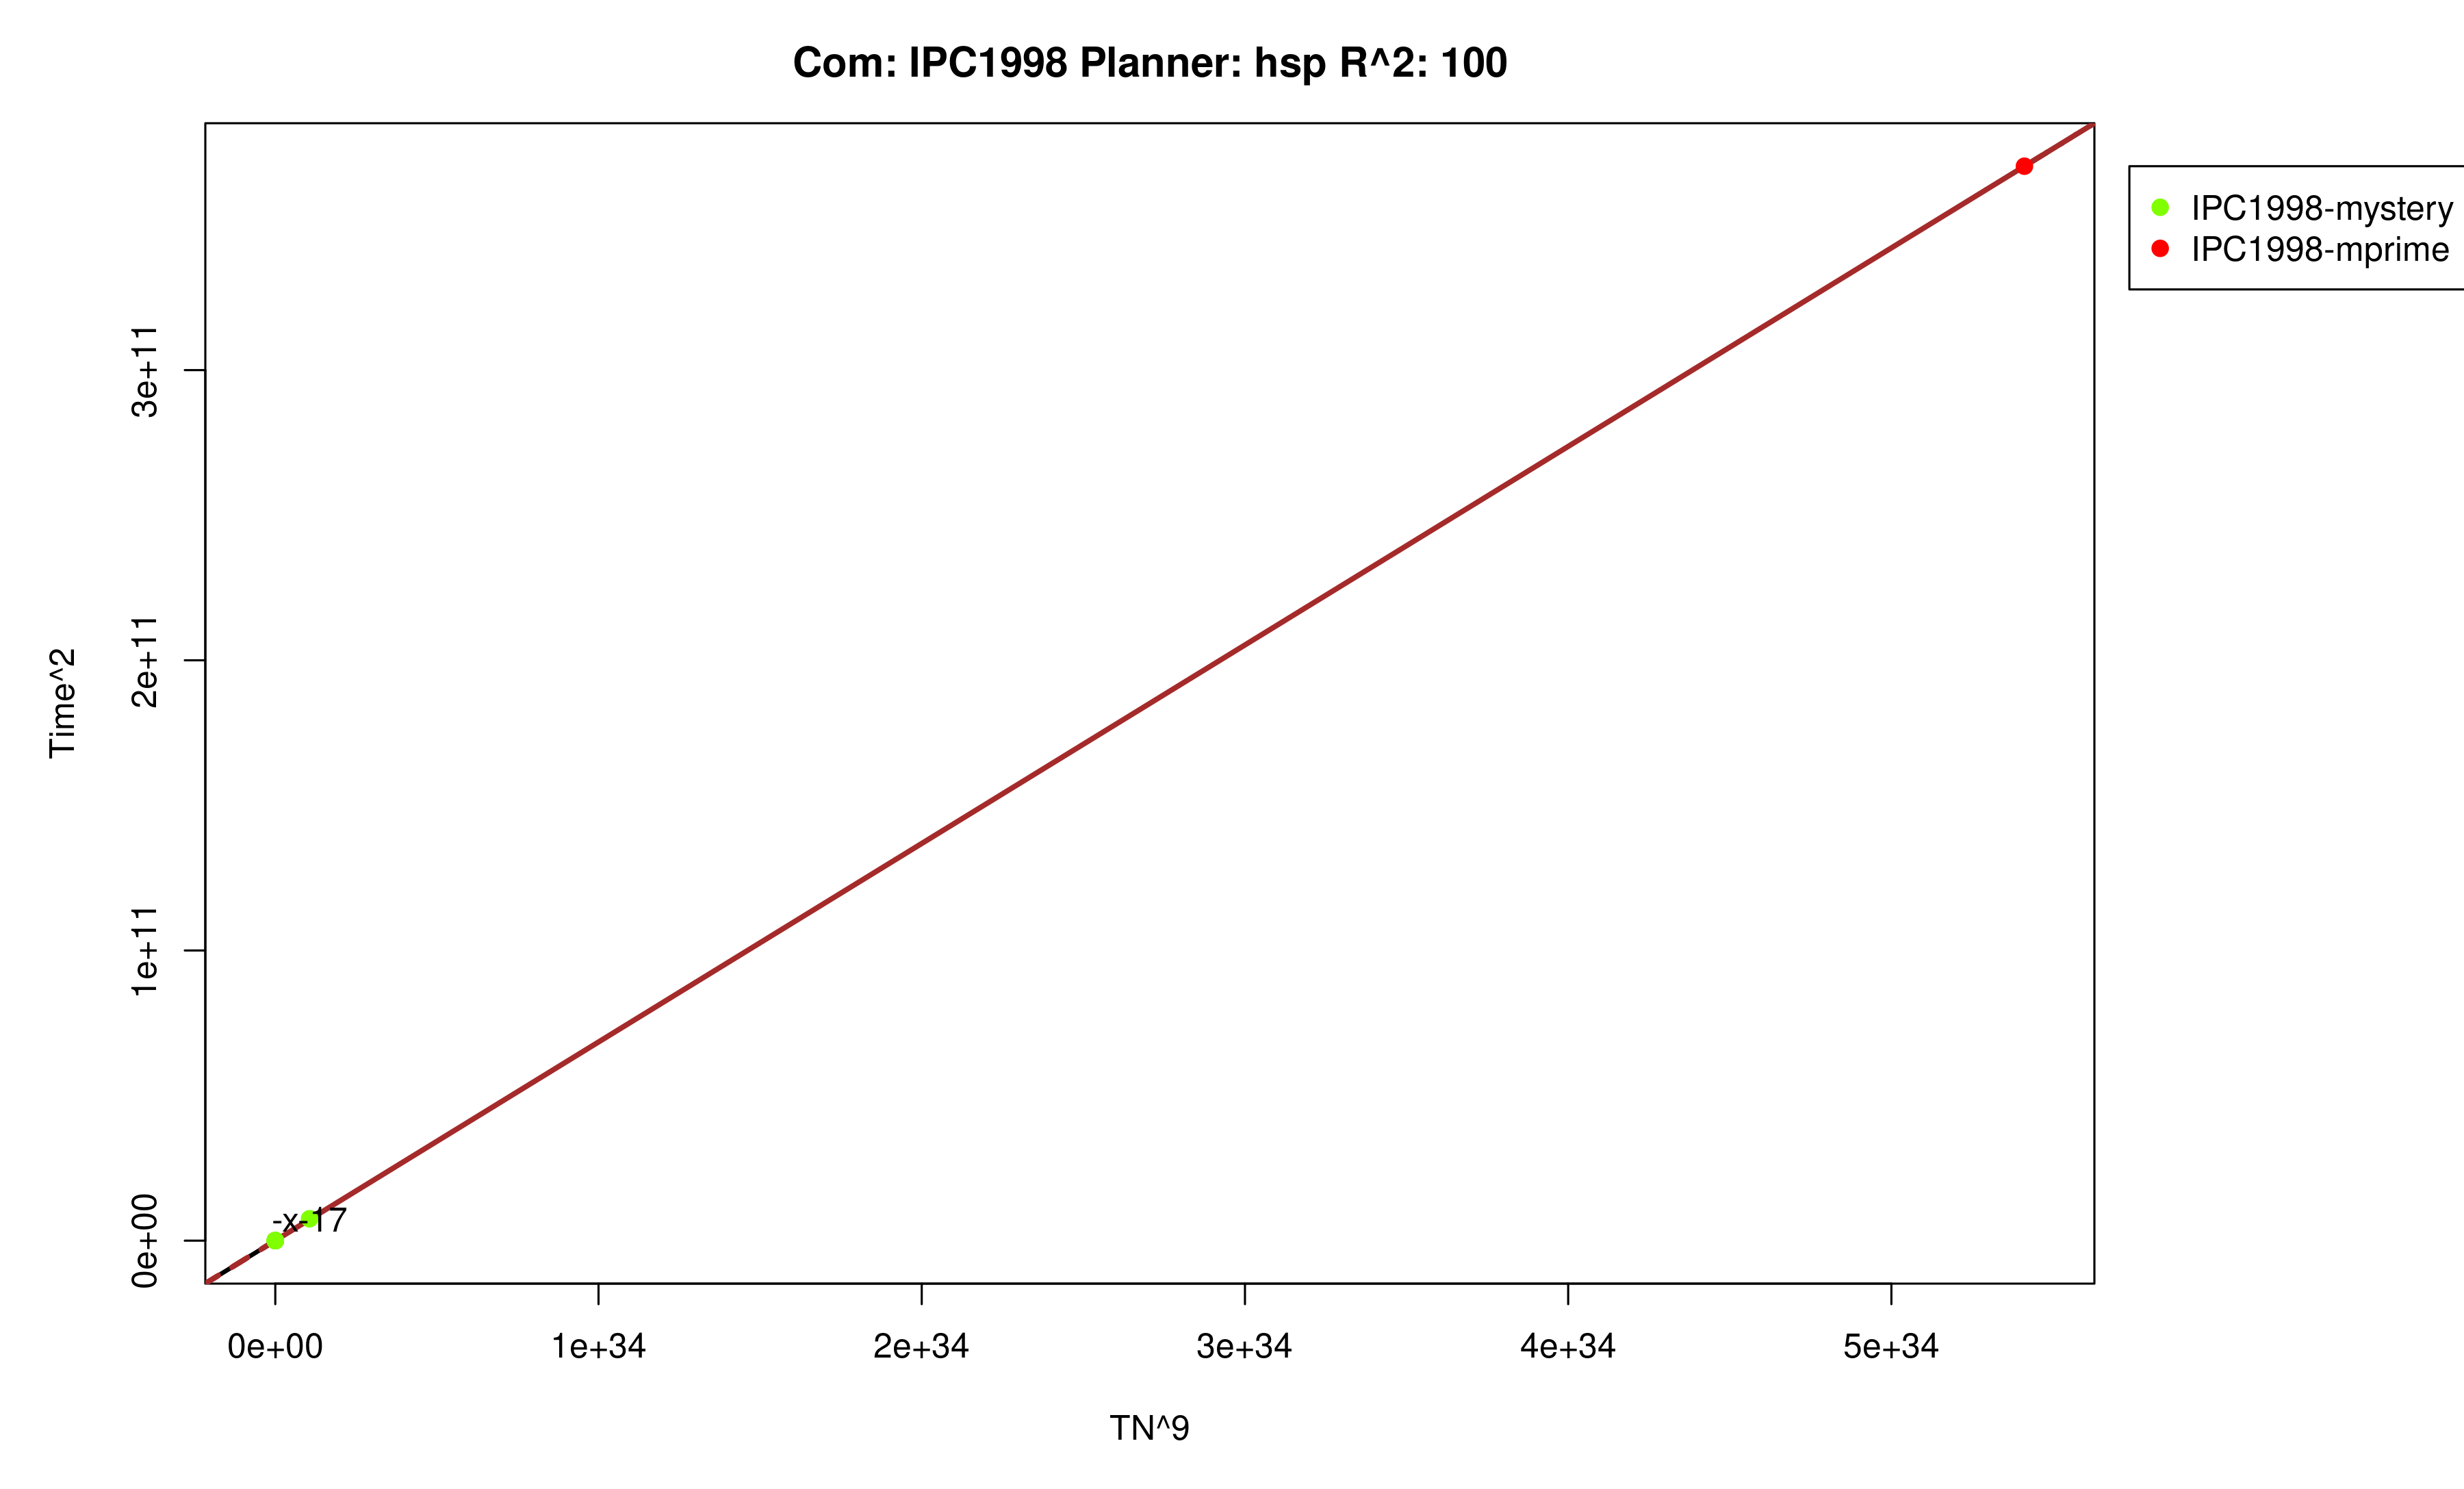 Com: IPC1998 Planner: hsp R^2: 100
IPC1998-mystery
IPC1998-mprime
3e+11
2e+11
1e+11
0e+00
Time^2
-x-17
0e+00 1e+34 2e+34 3e+34 4e+34 5e+34
TN^9